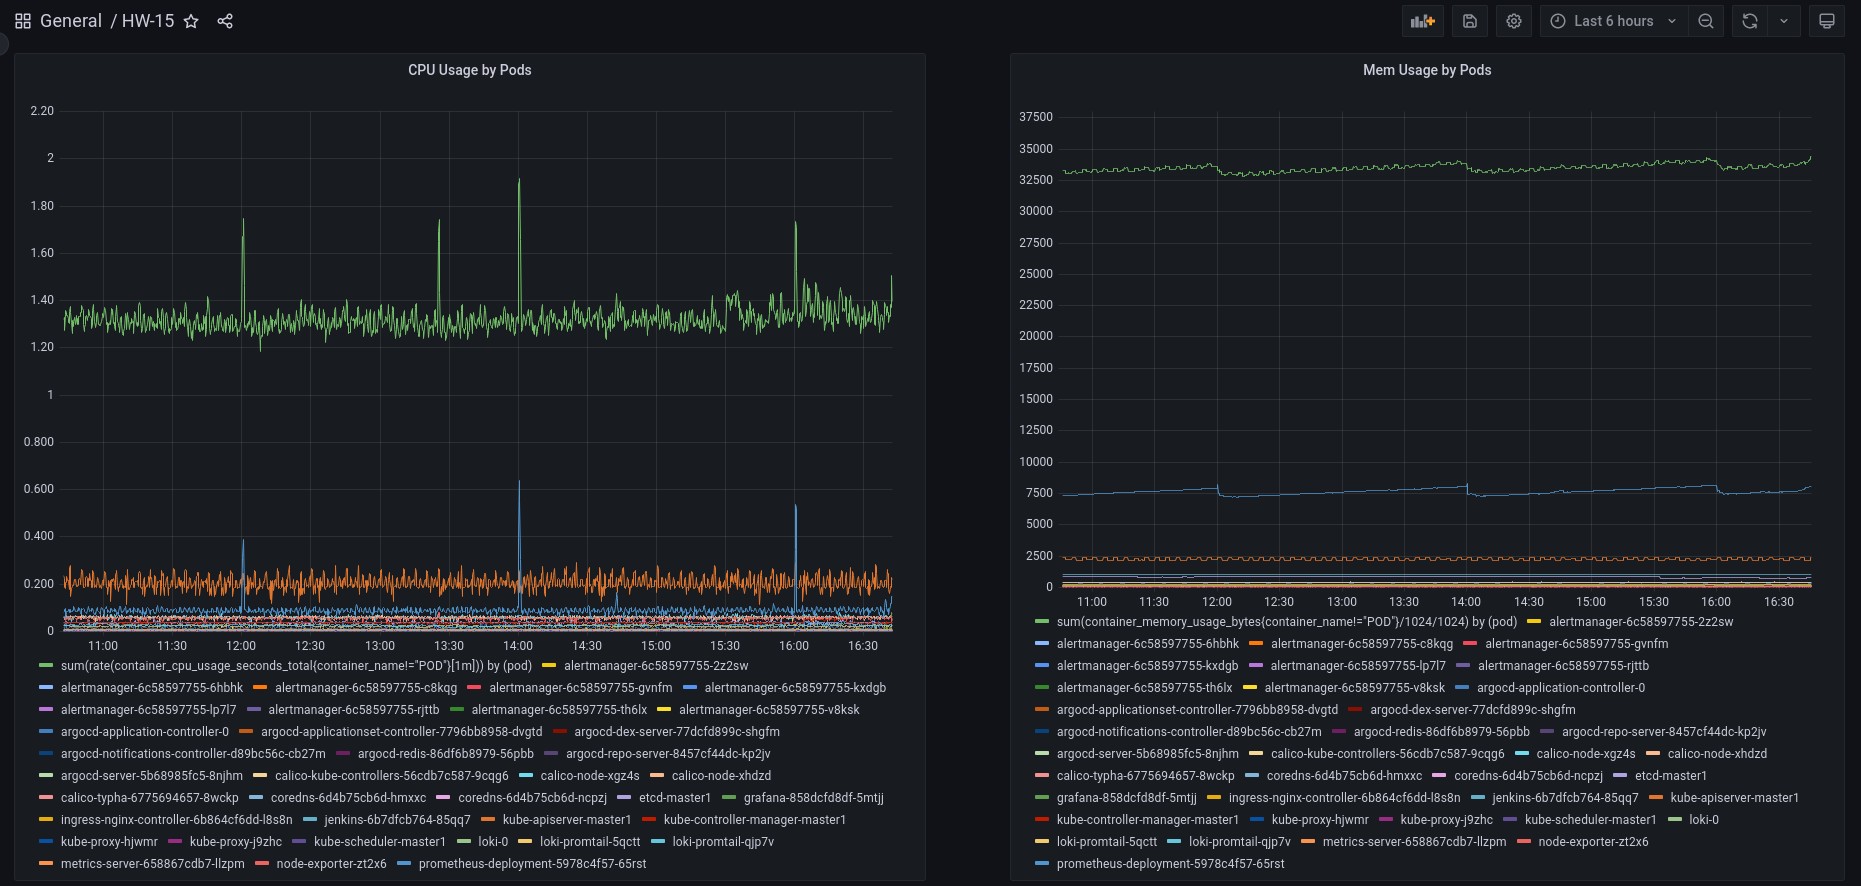 General / HW-15
Last 6 hours
CPU Usage by Pods
2.20
2
1.80
1.60
1.40
1.20
1
0.800
0.600
0.400
0.200
0
11:00 11:30 12:00 12:30 13:00 13:30 14:00 14:30 15:00 15:30 16:00 16:30
sum(rate(container_cpu_usage_seconds_total{container_name!="POD"}[1m])) by (pod) alertmanager-6c58597755-2z2sw
alertmanager-6c58597755-6hbhk alertmanager-6c58597755-c8kqg alertmanager-6c58597755-gvnfm alertmanager-6c58597755-kxdgb
alertmanager-6c58597755-lp7l7 alertmanager-6c58597755-rjttb alertmanager-6c58597755-th6lx alertmanager-6c58597755-v8ksk
argocd-application-controller-0 argocd-applicationset-controller-7796bb8958-dvgtd argocd-dex-server-77dcfd899c-shgfm
argocd-notifications-controller-d89bc56c-cb27m argocd-redis-86df6b8979-56pbb argocd-repo-server-8457cf44dc-kp2jv
argocd-server-5b68985fc5-8njhm calico-kube-controllers-56cdb7c587-9cqg6 calico-node-xgz4s calico-node-xhdzd
calico-typha-6775694657-8wckp coredns-6d4b75cb6d-hmxxc coredns-6d4b75cb6d-ncpzj etcd-master1 grafana-858dcfd8df-5mtjj
ingress-nginx-controller-6b864cf6dd-l8s8n jenkins-6b7dfcb764-85qq7 kube-apiserver-master1 kube-controller-manager-master1
kube-proxy-hjwmr kube-proxy-j9zhc kube-scheduler-master1 loki-0 loki-promtail-5qctt loki-promtail-qjp7v
metrics-server-658867cdb7-llzpm node-exporter-zt2x6 prometheus-deployment-5978c4f57-65rst
Mem Usage by Pods
37500
35000
32500
30000
27500
25000
22500
20000
17500
15000
12500
10000
7500
5000
2500
0
11:00 11:30 12:00 12:30 13:00 13:30 14:00 14:30 15:00 15:30 16:00 16:30
sum(container_memory_usage_bytes{container_name!="POD"}/1024/1024) by (pod) alertmanager-6c58597755-2z2sw
alertmanager-6c58597755-6hbhk alertmanager-6c58597755-c8kqg alertmanager-6c58597755-gvnfm
alertmanager-6c58597755-kxdgb alertmanager-6c58597755-lp7l7 alertmanager-6c58597755-rjttb
alertmanager-6c58597755-th6lx alertmanager-6c58597755-v8ksk argocd-application-controller-0
argocd-applicationset-controller-7796bb8958-dvgtd argocd-dex-server-77dcfd899c-shgfm
argocd-notifications-controller-d89bc56c-cb27m argocd-redis-86df6b8979-56pbb argocd-repo-server-8457cf44dc-kp2jv
argocd-server-5b68985fc5-8njhm calico-kube-controllers-56cdb7c587-9cqg6 calico-node-xgz4s calico-node-xhdzd
calico-typha-6775694657-8wckp coredns-6d4b75cb6d-hmxxc coredns-6d4b75cb6d-ncpzj etcd-master1
grafana-858dcfd8df-5mtjj ingress-nginx-controller-6b864cf6dd-l8s8n jenkins-6b7dfcb764-85qq7 kube-apiserver-master1
kube-controller-manager-master1 kube-proxy-hjwmr kube-proxy-j9zhc kube-scheduler-master1 loki-0
loki-promtail-5qctt loki-promtail-qjp7v metrics-server-658867cdb7-llzpm node-exporter-zt2x6
prometheus-deployment-5978c4f57-65rst